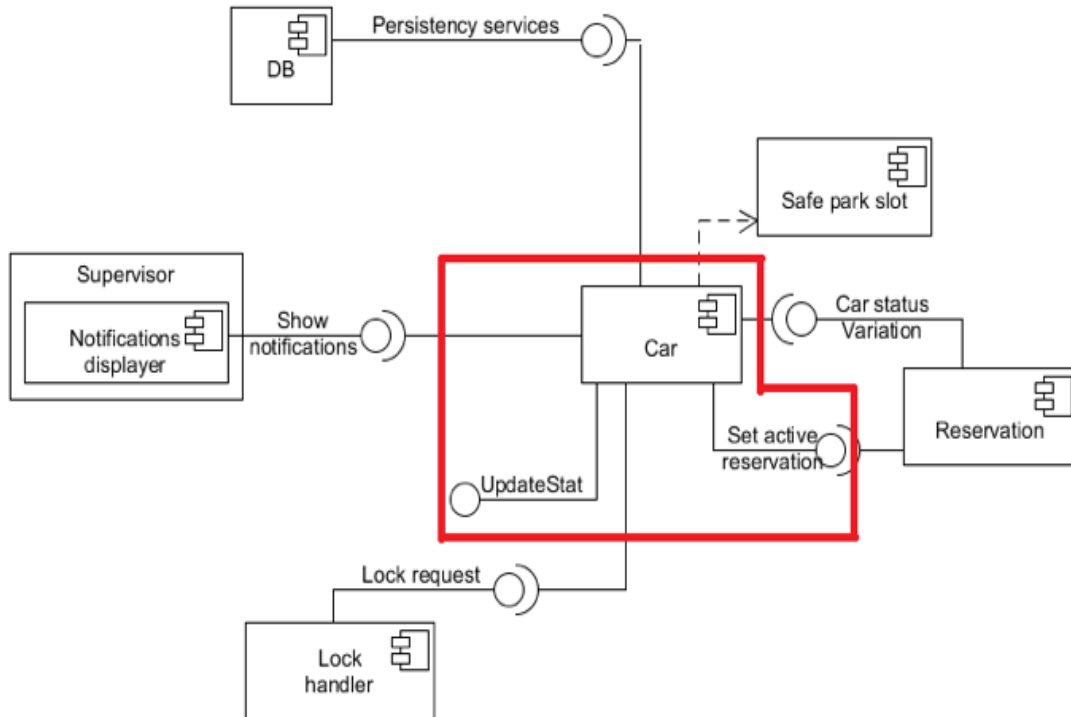 Persistency services
DB
Safe park slot
Supervisor
Notifications
displayer
Show
notifications
Car
Car status
Variation
Set active
reservation
Reservation
UpdateStat
Lock request
Lock
handler